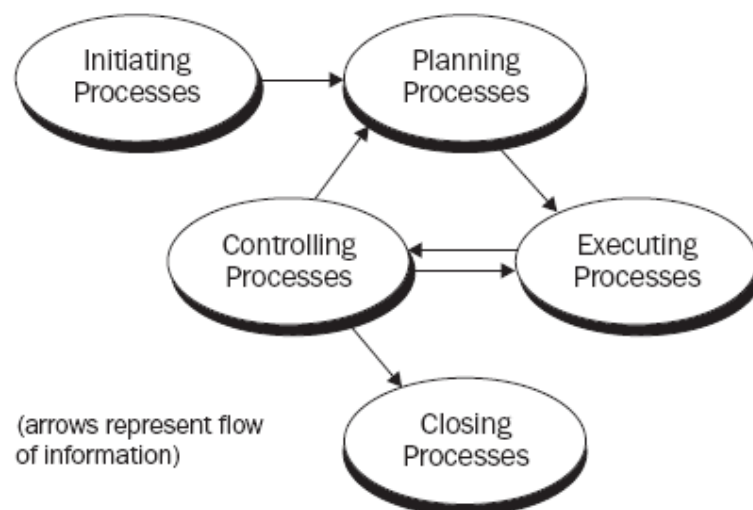 Initiating
Processes
Planning
Processes
Controlling
Processes
Executing
Processes
(arrows represent flow
of information)
Closing
Processes